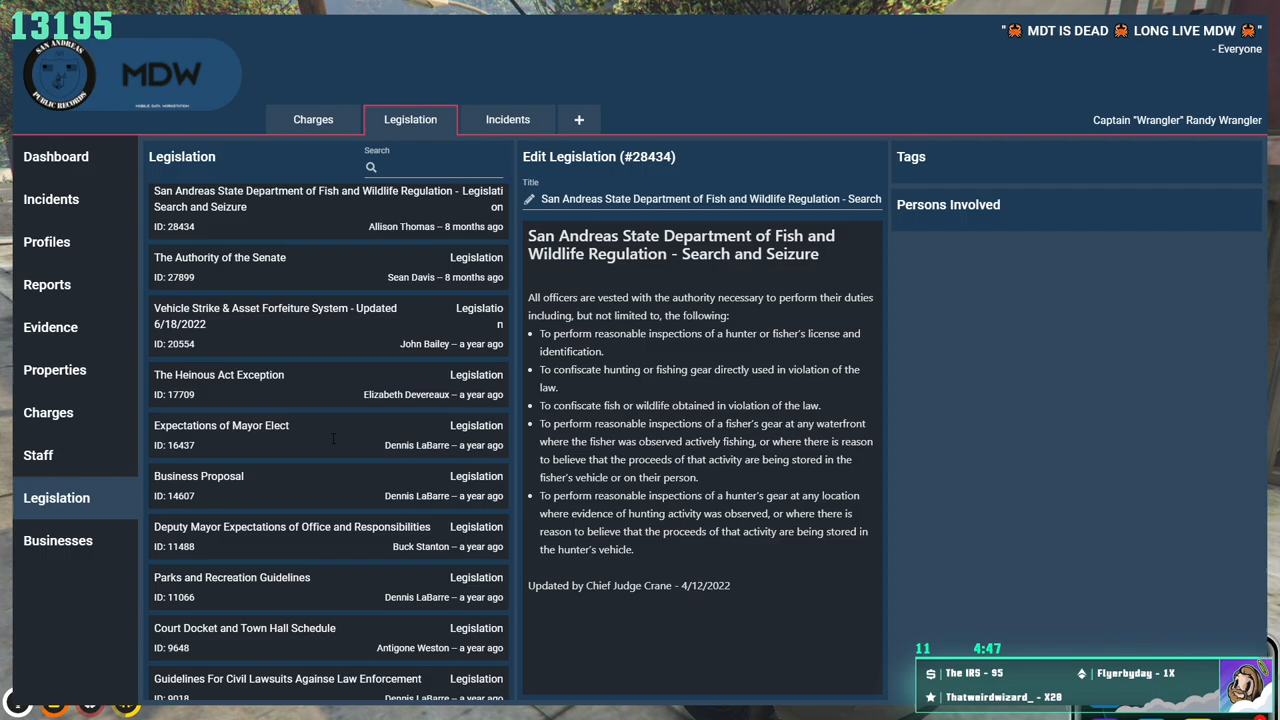 13195
SAN ANDREAS
PUBLIC RECORDS
MDW
MOBILE DATA WORKSTATION
" 🦀 MDT IS DEAD 🦀 LONG LIVE MDW 🦀 "
- Everyone
Charges
Legislation
Incidents
+
Captain "Wrangler" Randy Wrangler
Dashboard
Incidents
Profiles
Reports
Evidence
Properties
Charges
Staff
Legislation
Businesses
Legislation
Search
San Andreas State Department of Fish and Wildlife Regulation - Legislati
Search and Seizure on
ID: 28434 Allison Thomas – 8 months ago
The Authority of the Senate Legislation
ID: 27899 Sean Davis – 8 months ago
Vehicle Strike & Asset Forfeiture System - Updated Legislatio
6/18/2022 n
ID: 20554 John Bailey – a year ago
The Heinous Act Exception Legislation
ID: 17709 Elizabeth Devereaux – a year ago
Expectations of Mayor Elect Legislation
ID: 16437 Dennis LaBarre – a year ago
Business Proposal Legislation
ID: 14607 Dennis LaBarre – a year ago
Deputy Mayor Expectations of Office and Responsibilities Legislation
ID: 11488 Buck Stanton – a year ago
Parks and Recreation Guidelines Legislation
ID: 11066 Dennis LaBarre – a year ago
Court Docket and Town Hall Schedule Legislation
ID: 9648 Antigone Weston – a year ago
Guidelines For Civil Lawsuits Againse Law Enforcement Legislation
ID: 9018 Dennis LaBarre – a year ago
Edit Legislation (#28434)
Title
San Andreas State Department of Fish and Wildlife Regulation - Search
San Andreas State Department of Fish and
Wildlife Regulation - Search and Seizure
All officers are vested with the authority necessary to perform their duties
including, but not limited to, the following:
• To perform reasonable inspections of a hunter or fisher's license and
identification.
• To confiscate hunting or fishing gear directly used in violation of the
law.
• To confiscate fish or wildlife obtained in violation of the law.
• To perform reasonable inspections of a fisher's gear at any waterfront
where the fisher was observed actively fishing, or where there is reason
to believe that the proceeds of that activity are being stored in the
fisher's vehicle or on their person.
• To perform reasonable inspections of a hunter's gear at any location
where evidence of hunting activity was observed, or where there is
reason to believe that the proceeds of that activity are being stored in
the hunter's vehicle.
Updated by Chief Judge Crane - 4/12/2022
Tags
Persons Involved
11 4:47
The IRS - 95
Flyerbyday - 1X
Thatweirdwizard_ - X28